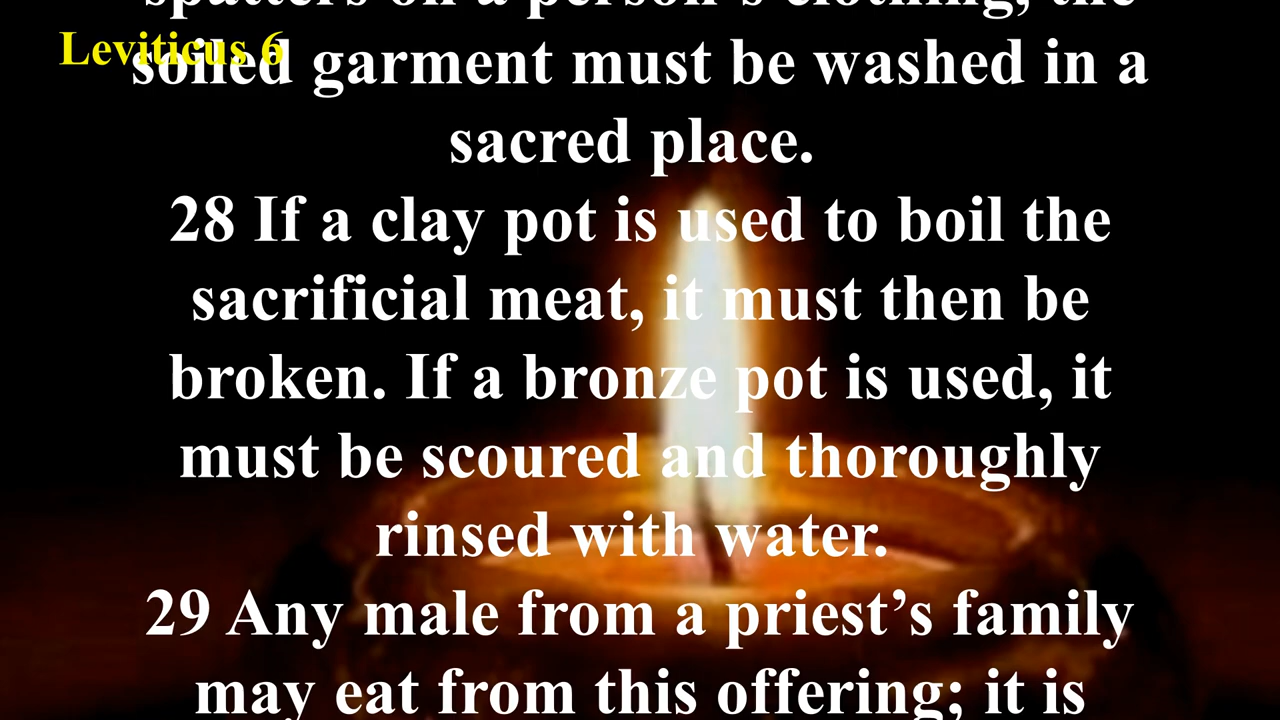 spatters on a person's clothing, the
Leviticus 6
soiled garment must be washed in a
sacred place.
28 If a clay pot is used to boil the
sacrificial meat, it must then be
broken. If a bronze pot is used, it
must be scoured and thoroughly
rinsed with water.
29 Any male from a priest’s family
may eat from this offering; it is